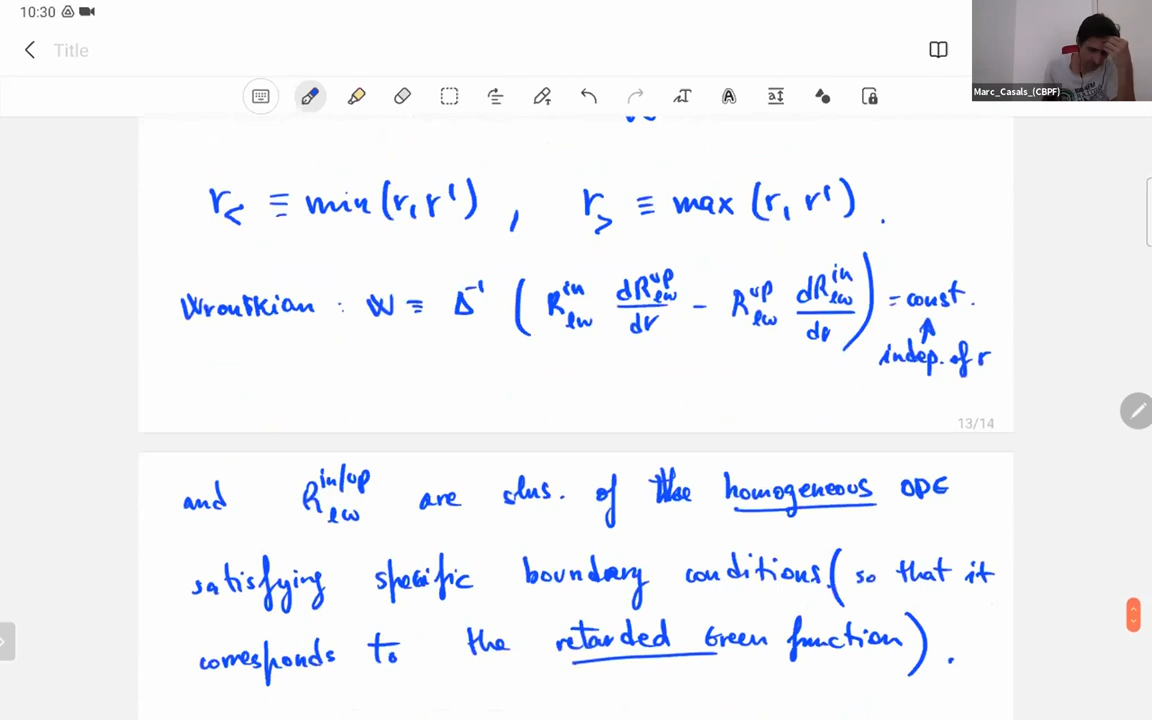 10:30
Title
Marc_Casals_(CBPF)
r< ≡ min(r, r') , r> ≡ max(r, r') .
Wronskian : W ≡ Δ⁻¹ ( R^in_lω dR^up_lω/dr − R^up_lω dR^in_lω/dr ) = const.
↑
indep. of r
13/14
and R^in/up_lω are slns. of the homogeneous ODE
satisfying specific boundary conditions (so that it
corresponds to the retarded Green function) .